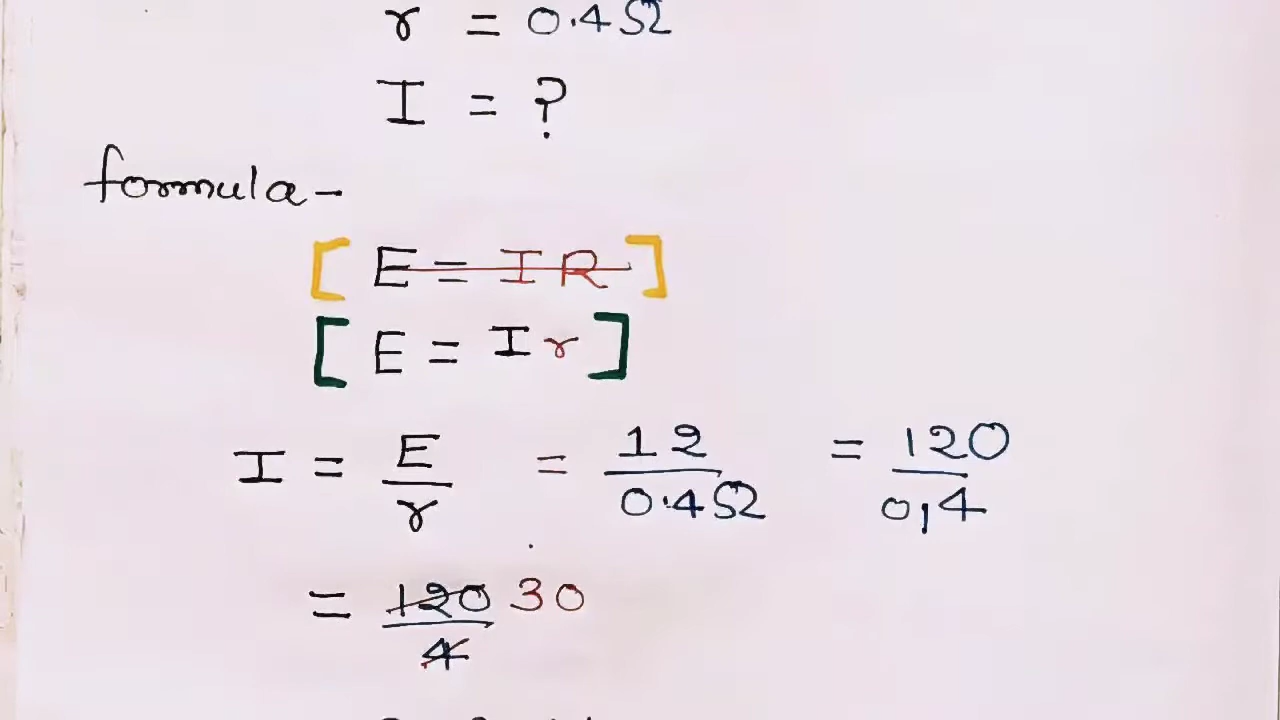 r = 0.4Ω
I = ?
formula-
[ E = IR ]
[ E = Ir ]
I = E/r = 12/0.4Ω = 120/0,4
= 120/4 30